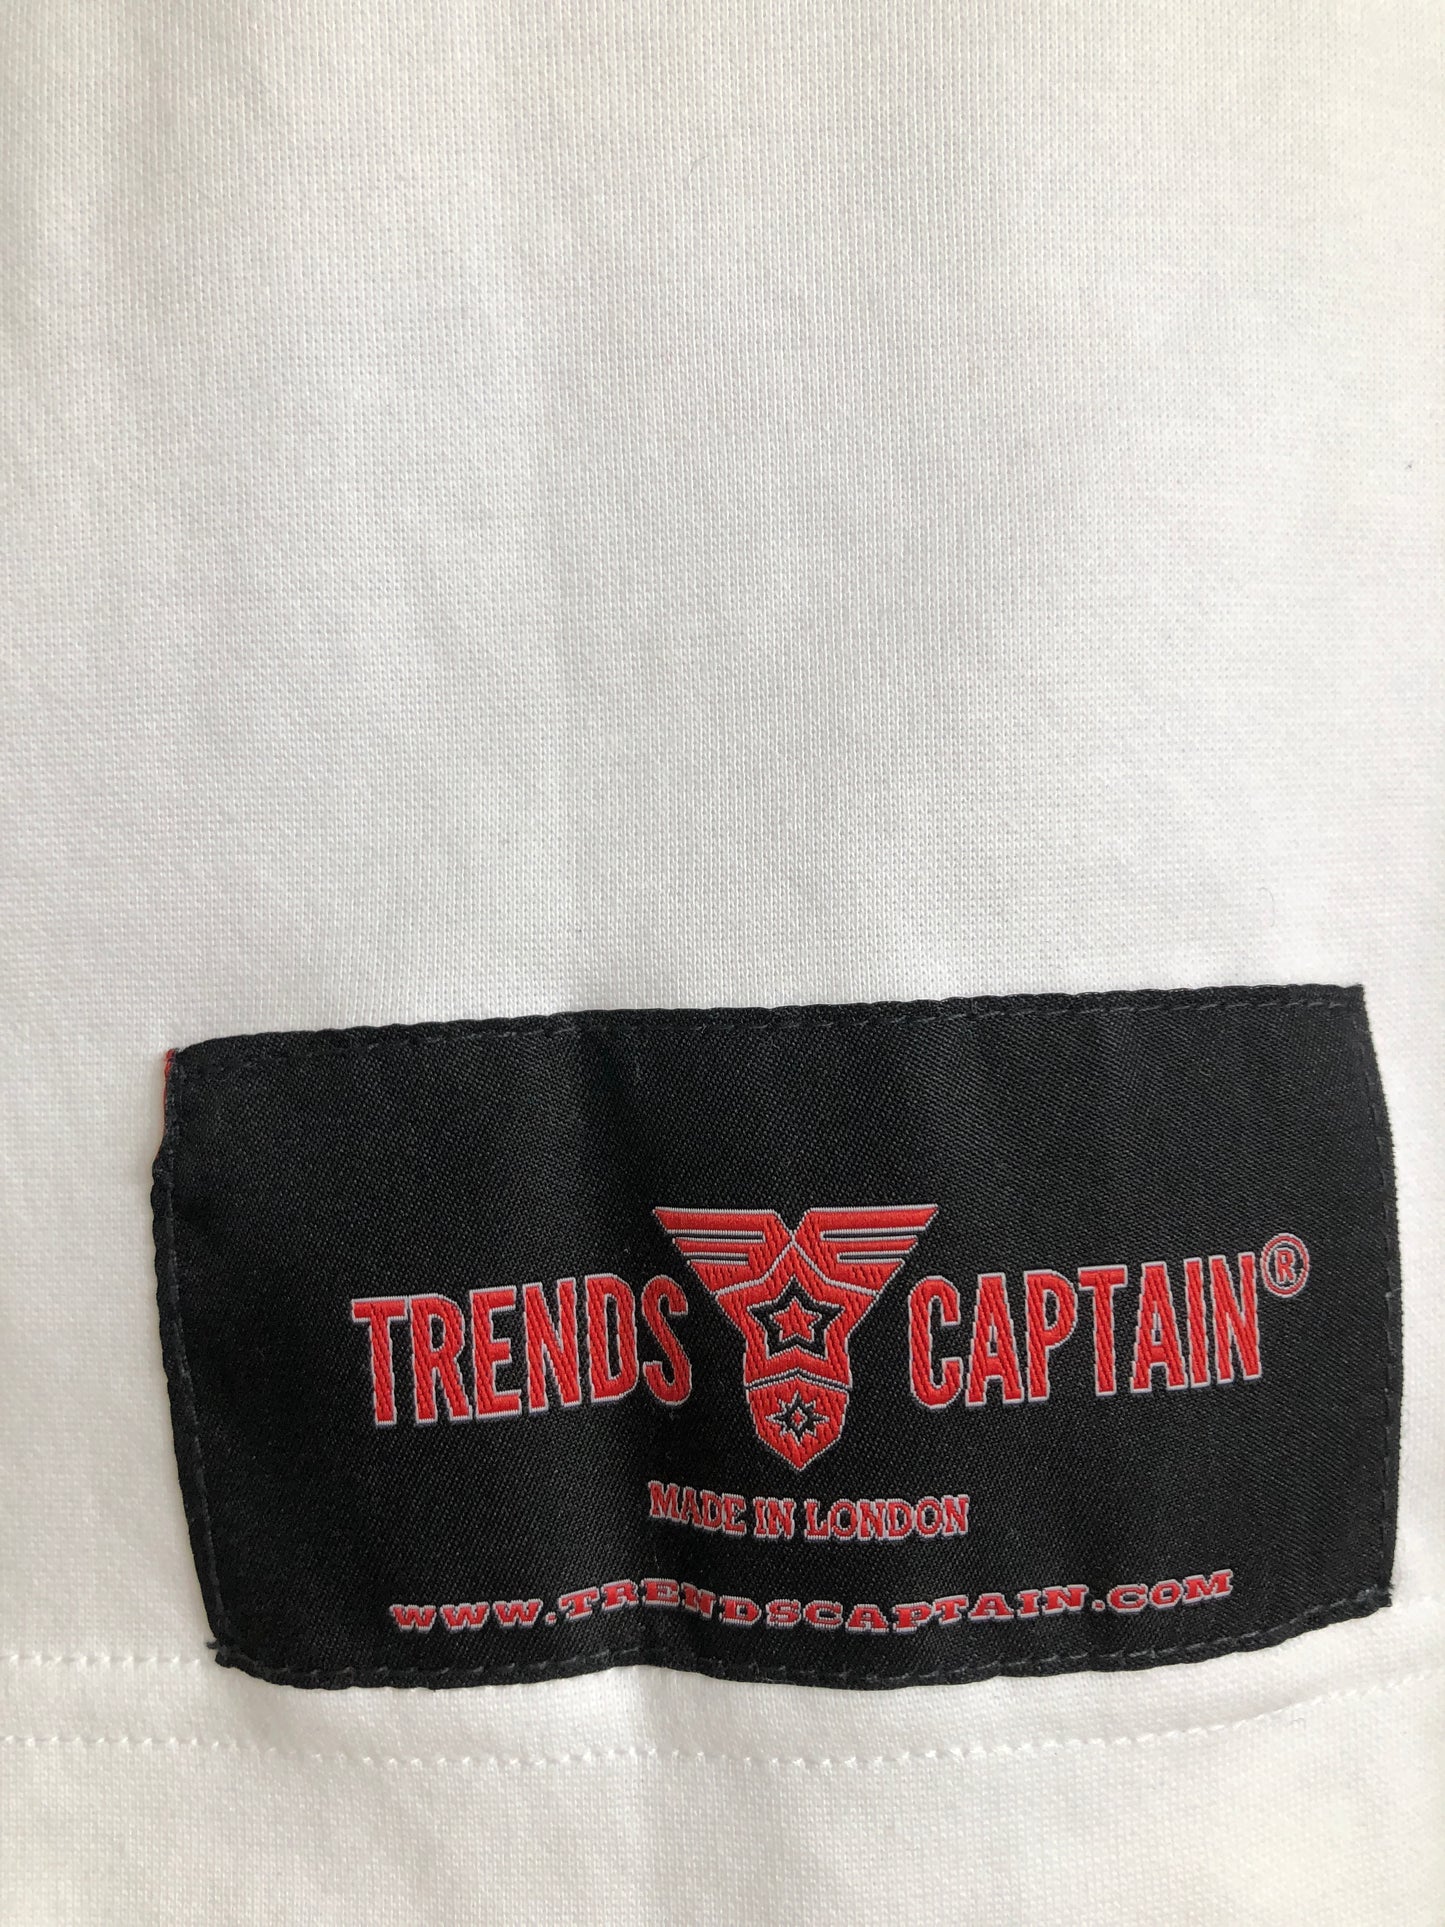 TRENDS CAPTAIN®
MADE IN LONDON
WWW.TRENDSCAPTAIN.COM